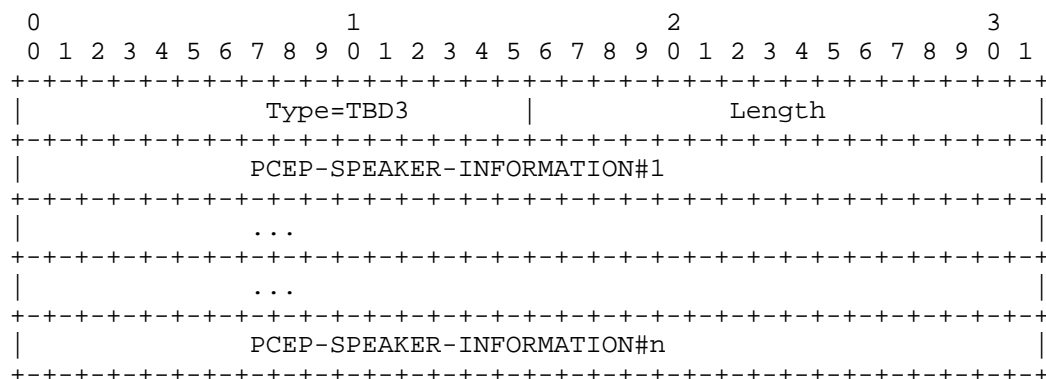 0                   1                   2                   3
 0 1 2 3 4 5 6 7 8 9 0 1 2 3 4 5 6 7 8 9 0 1 2 3 4 5 6 7 8 9 0 1
+-+-+-+-+-+-+-+-+-+-+-+-+-+-+-+-+-+-+-+-+-+-+-+-+-+-+-+-+-+-+-+-+
|               Type=TBD3       |            Length             |
+-+-+-+-+-+-+-+-+-+-+-+-+-+-+-+-+-+-+-+-+-+-+-+-+-+-+-+-+-+-+-+-+
|              PCEP-SPEAKER-INFORMATION#1                       |
+-+-+-+-+-+-+-+-+-+-+-+-+-+-+-+-+-+-+-+-+-+-+-+-+-+-+-+-+-+-+-+-+
|              ...                                              |
+-+-+-+-+-+-+-+-+-+-+-+-+-+-+-+-+-+-+-+-+-+-+-+-+-+-+-+-+-+-+-+-+
|              ...                                              |
+-+-+-+-+-+-+-+-+-+-+-+-+-+-+-+-+-+-+-+-+-+-+-+-+-+-+-+-+-+-+-+-+
|              PCEP-SPEAKER-INFORMATION#n                       |
+-+-+-+-+-+-+-+-+-+-+-+-+-+-+-+-+-+-+-+-+-+-+-+-+-+-+-+-+-+-+-+-+